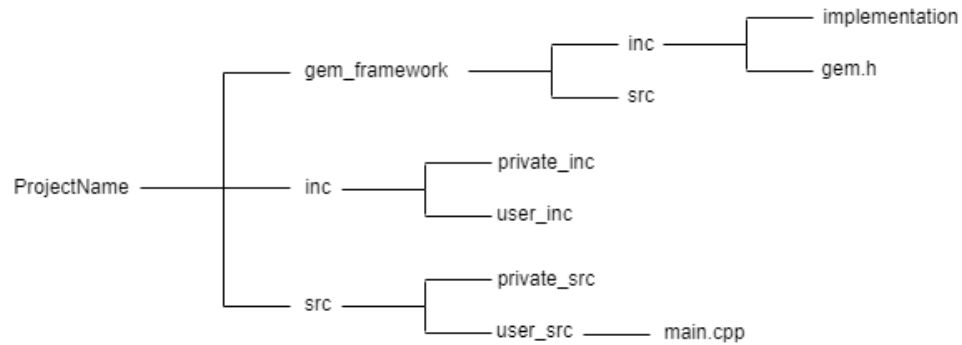 implementation
inc
gem_framework
gem.h
src
private_inc
ProjectName
inc
user_inc
private_src
src
user_src
main.cpp